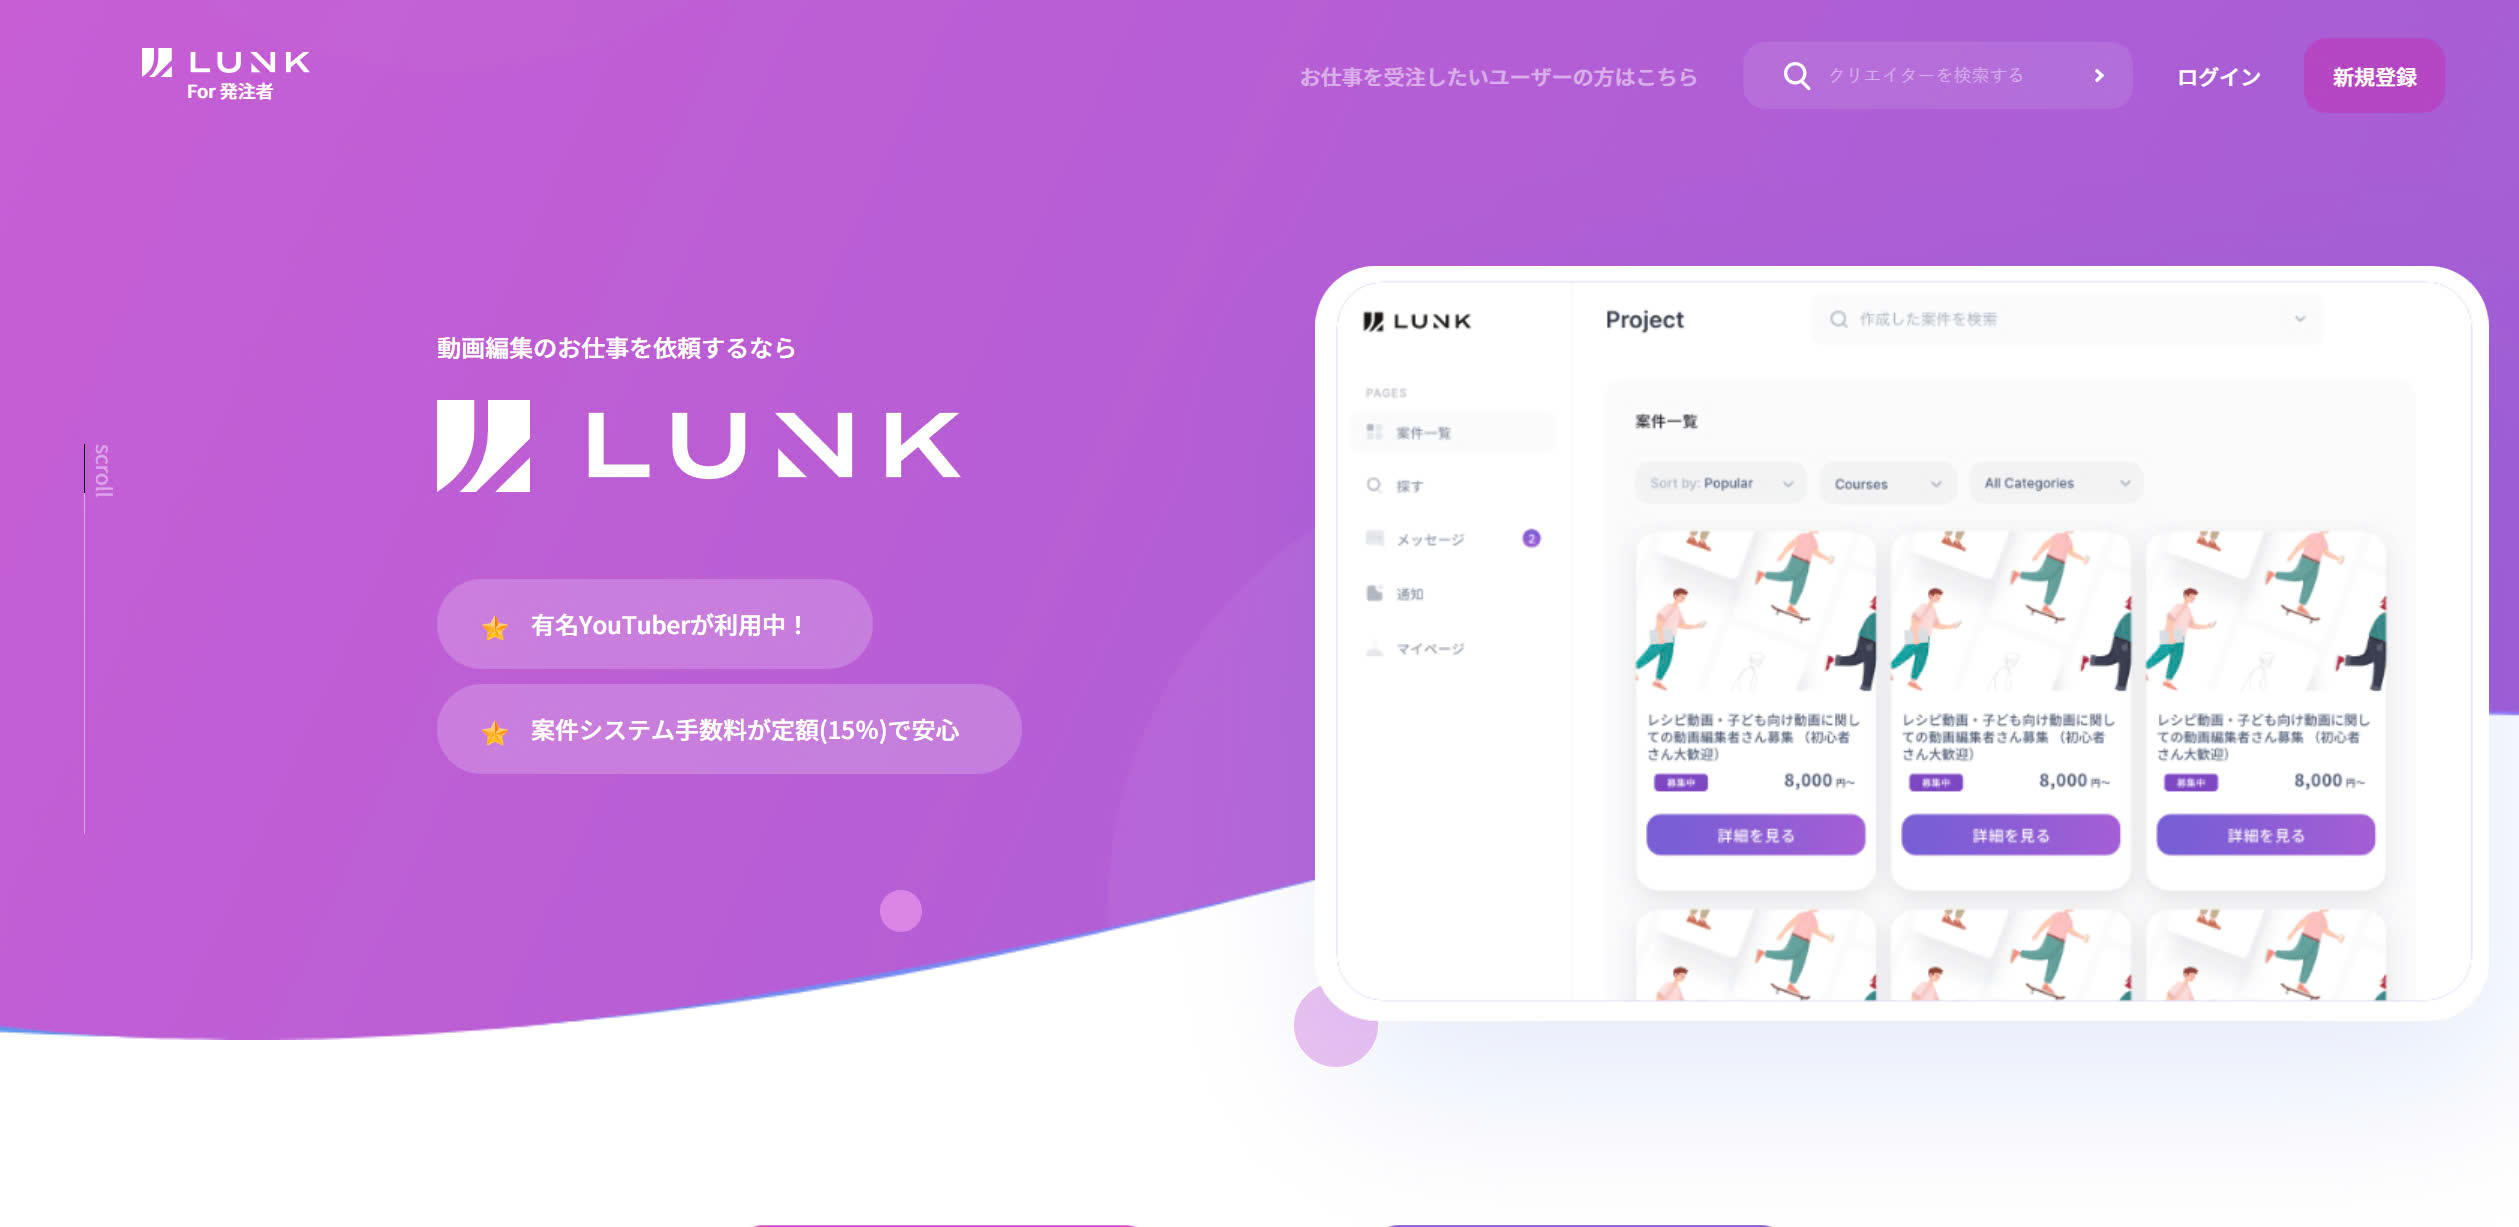 LUNK
For 発注者
お仕事を受注したいユーザーの方はこちら
クリエイターを検索する
ログイン
新規登録
scroll
動画編集のお仕事を依頼するなら
LUNK
有名YouTuberが利用中！
案件システム手数料が定額(15%)で安心
LUNK
Project
作成した案件を検索
PAGES
案件一覧
探す
メッセージ
2
通知
マイページ
案件一覧
Sort by: Popular
Courses
All Categories
レシピ動画・子ども向け動画に関し
ての動画編集者さん募集 （初心者
さん大歓迎）
募集中
8,000 円〜
詳細を見る
レシピ動画・子ども向け動画に関し
ての動画編集者さん募集 （初心者
さん大歓迎）
募集中
8,000 円〜
詳細を見る
レシピ動画・子ども向け動画に関し
ての動画編集者さん募集 （初心者
さん大歓迎）
募集中
8,000 円〜
詳細を見る